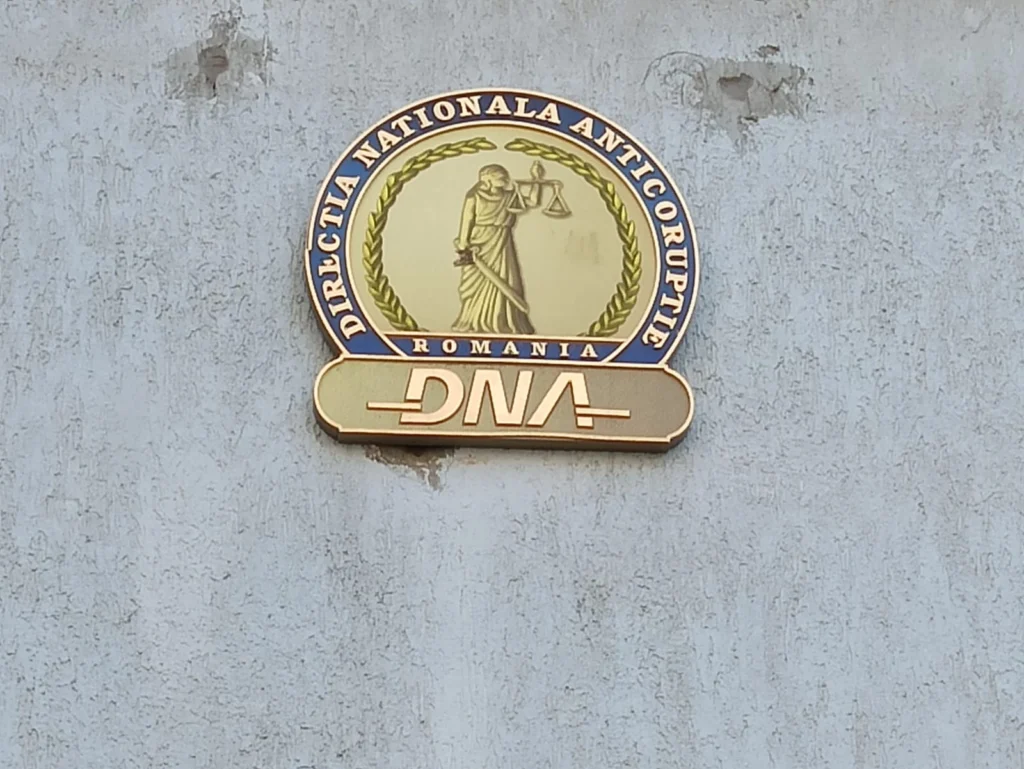 DIRECTIA NATIONALA ANTICORUPTIE
ROMANIA
DNA